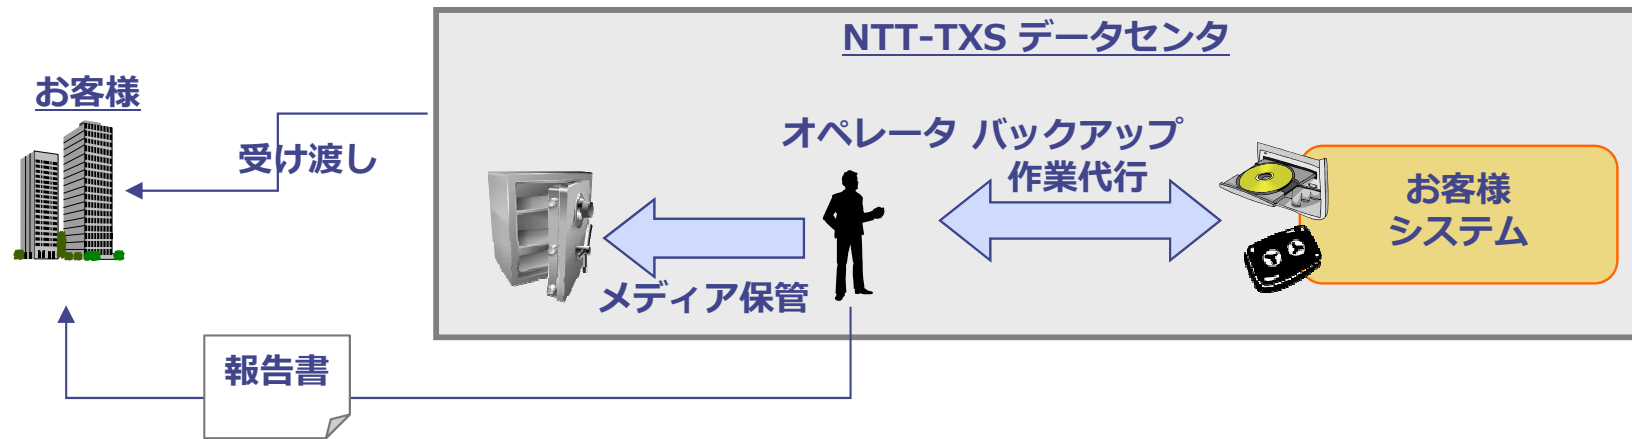 NTT-TXS データセンタ
お客様
受け渡し
オペレータ
バックアップ
作業代行
お客様
システム
メディア保管
報告書